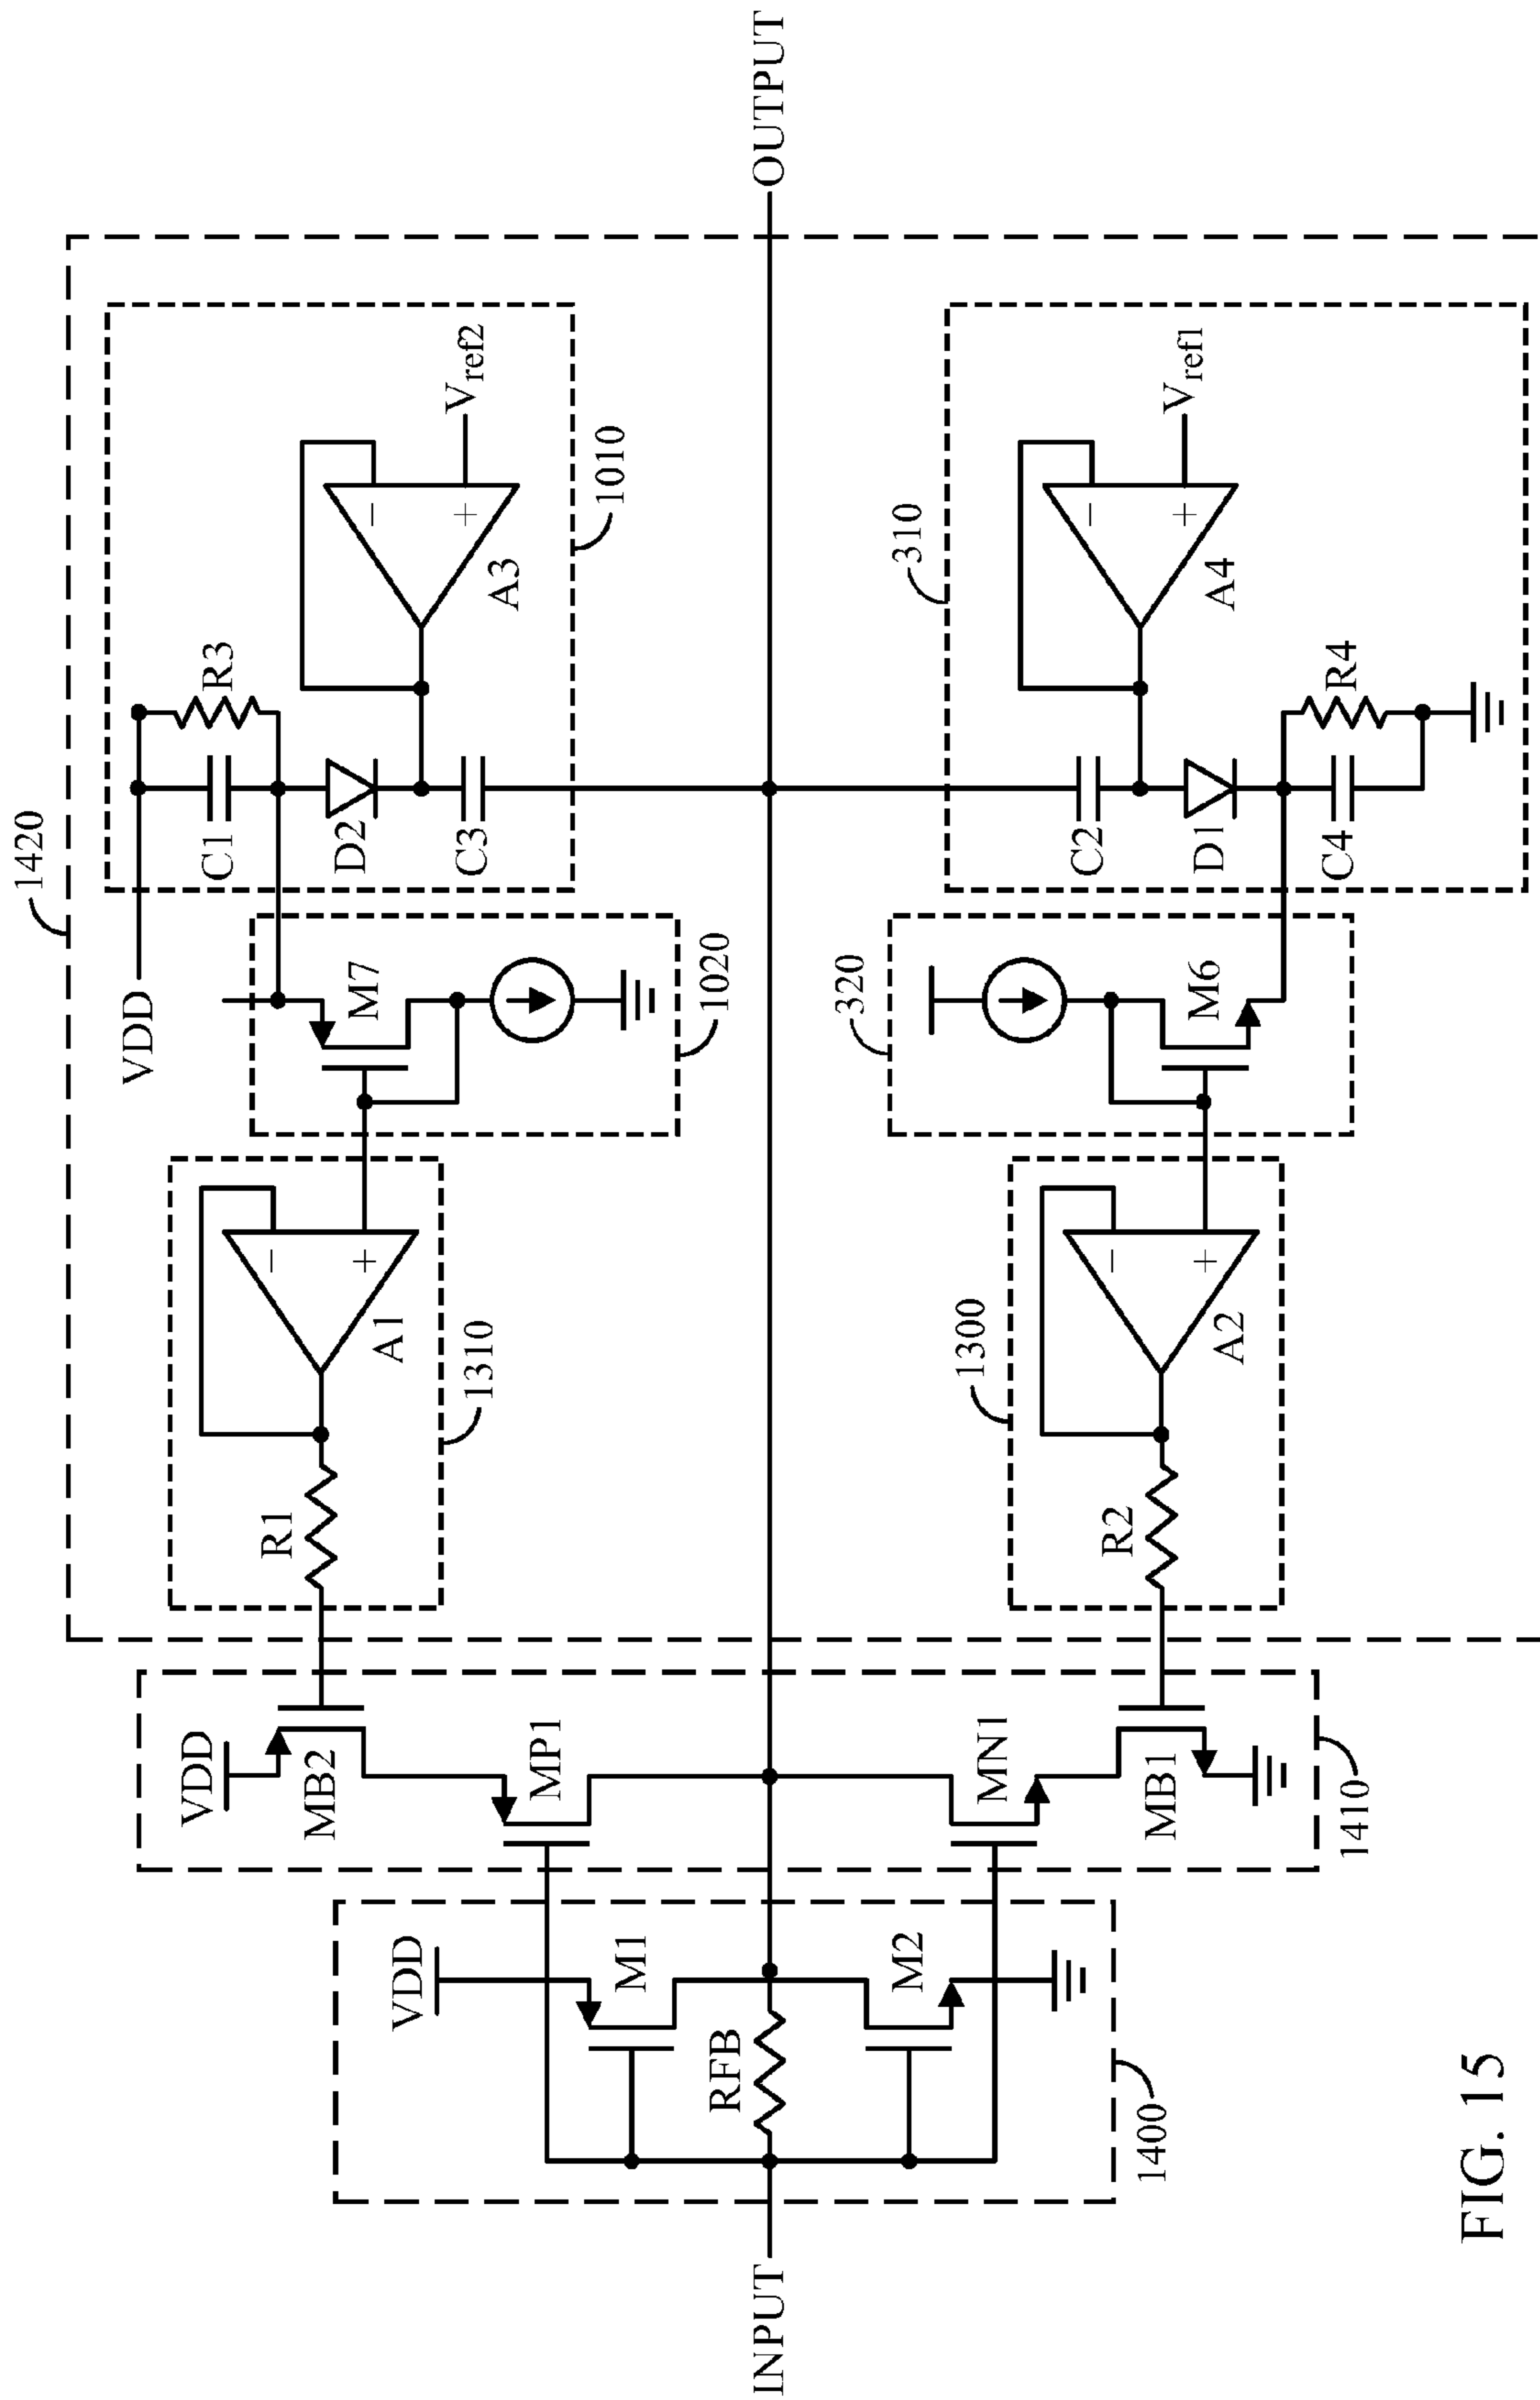 1420
VDD
C1
R3
D2
C3
A3
−
+
Vref2
1010
M7
1020
A1
−
+
R1
1310
VDD
MB2
MP1
MN1
MB1
1410
VDD
M1
RFB
M2
1400
INPUT
OUTPUT
310
C2
D1
C4
R4
A4
−
+
Vref1
320
M6
1300
A2
−
+
R2
FIG. 15